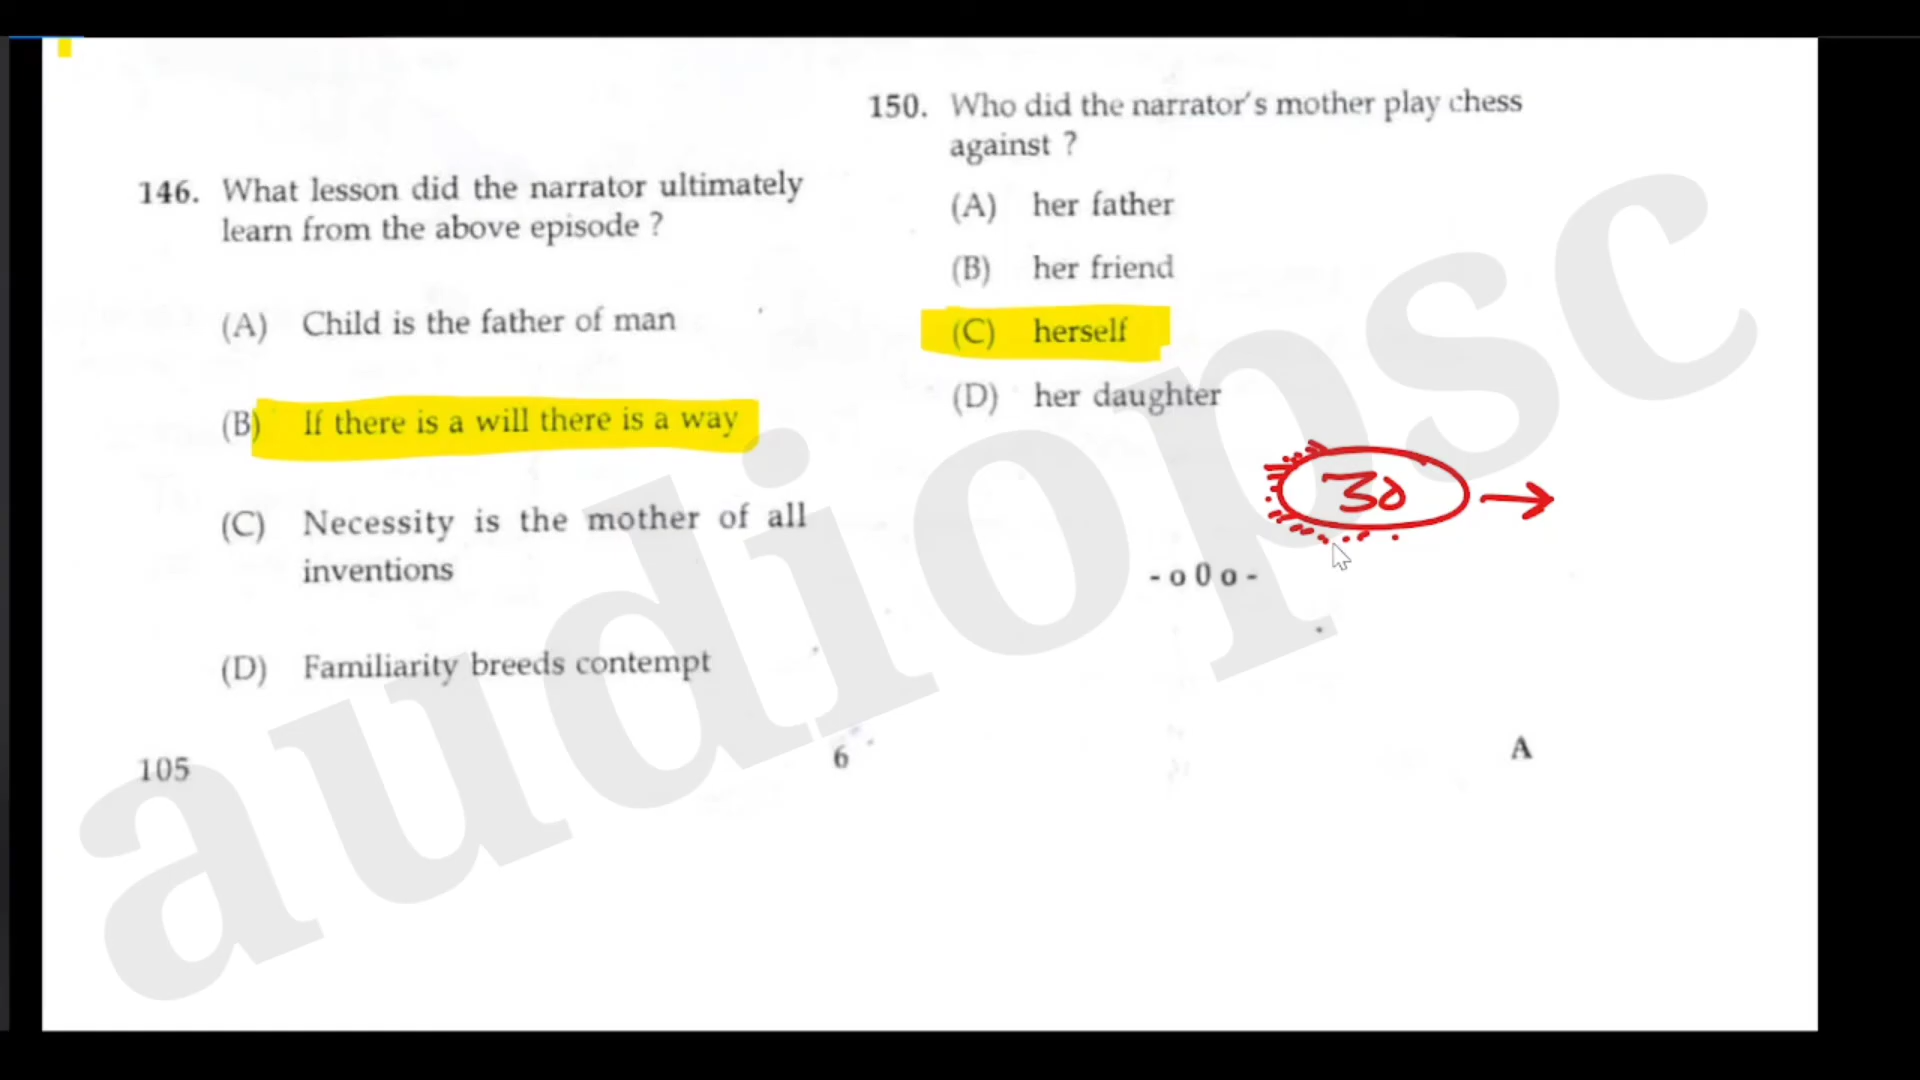 146. What lesson did the narrator ultimately
learn from the above episode ?
(A) Child is the father of man
(B) If there is a will there is a way
(C) Necessity is the mother of all
inventions
(D) Familiarity breeds contempt
150. Who did the narrator's mother play chess
against ?
(A) her father
(B) her friend
(C) herself
(D) her daughter
30
- o 0 o -
105
6
A
audiopsc